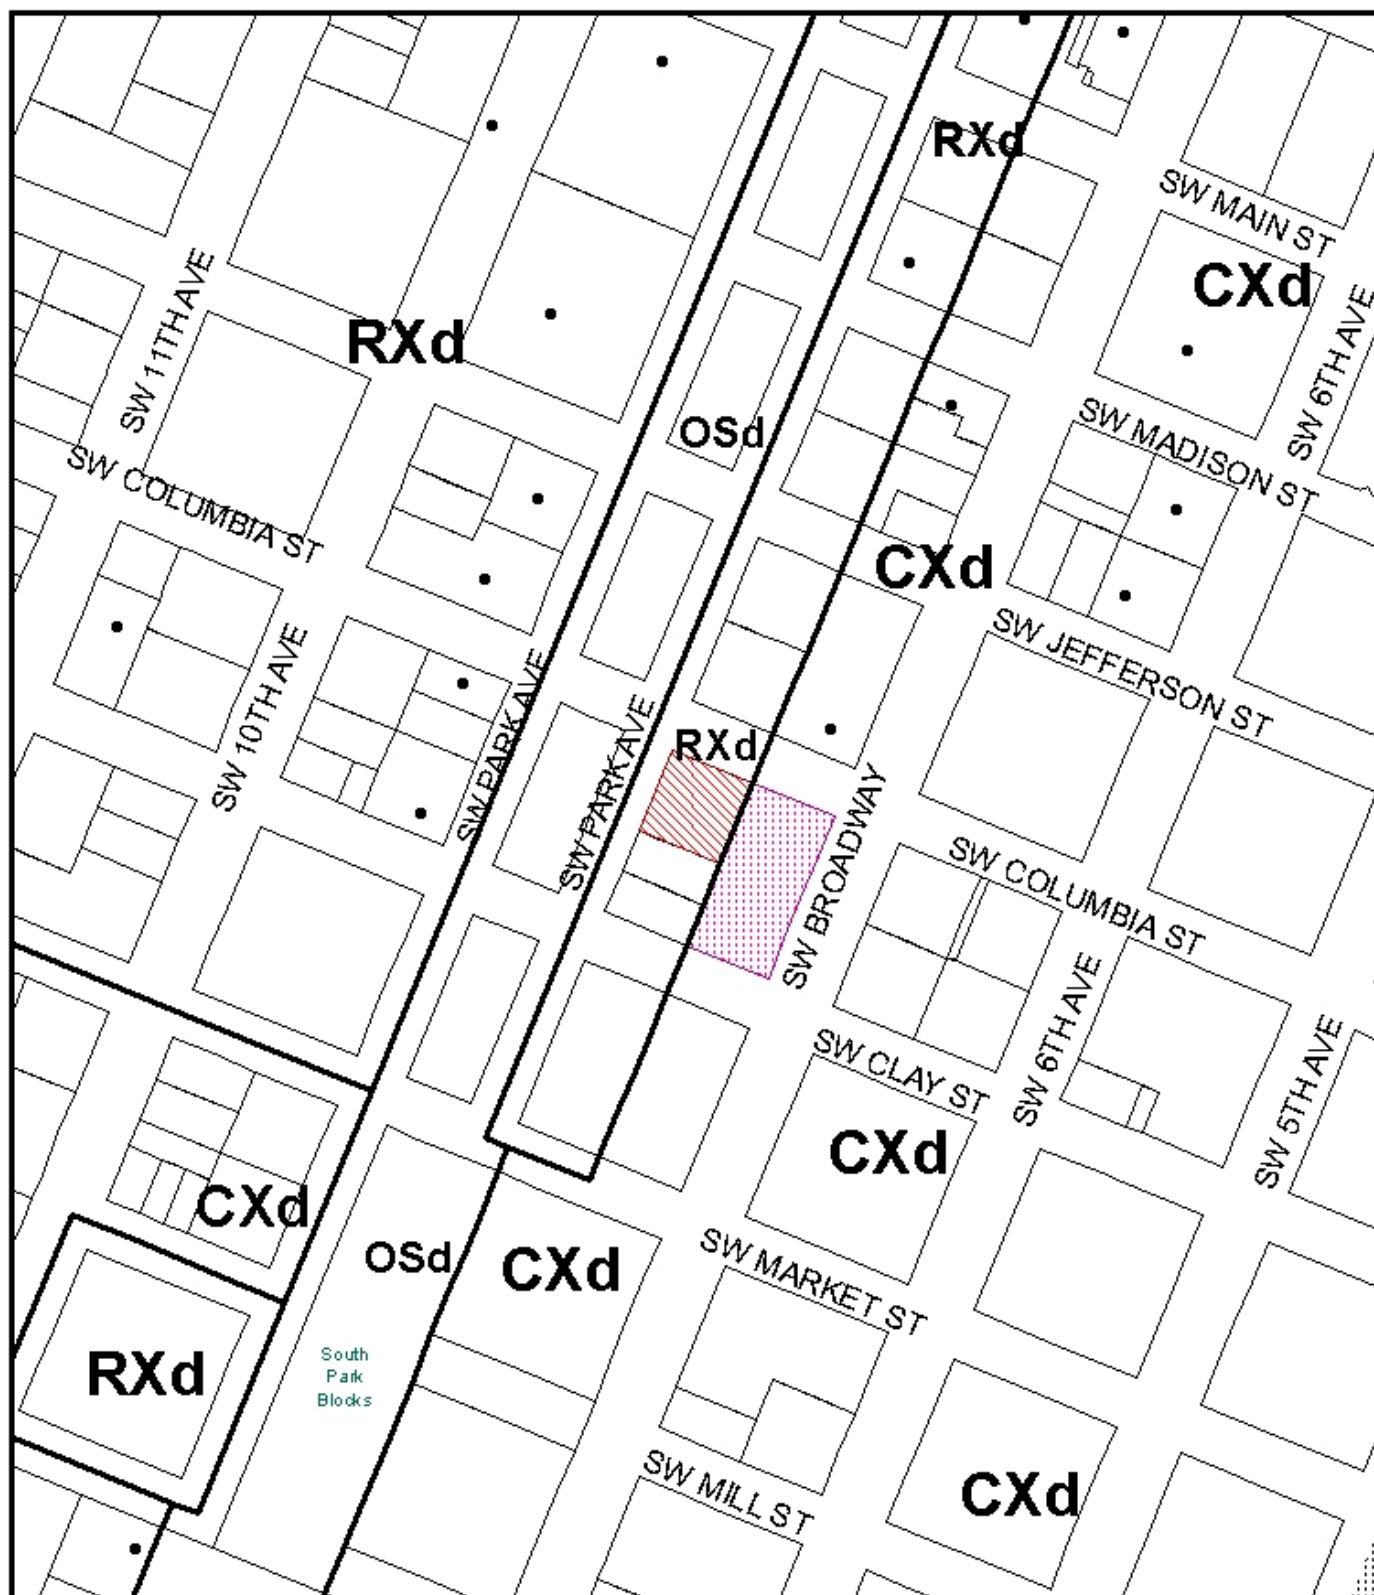 RXd
SW MAIN ST
CXd
SW 11TH AVE
SW 6TH AVE
RXd
OSd
SW MADISON ST
SW COLUMBIA ST
CXd
SW JEFFERSON ST
SW 10TH AVE
SW PARK AVE
SW PARK AVE
RXd
SW BROADWAY
SW COLUMBIA ST
SW 6TH AVE
SW CLAY ST
SW 5TH AVE
CXd
CXd
OSd
CXd
SW MARKET ST
RXd
South
Park
Blocks
SW MILL ST
CXd